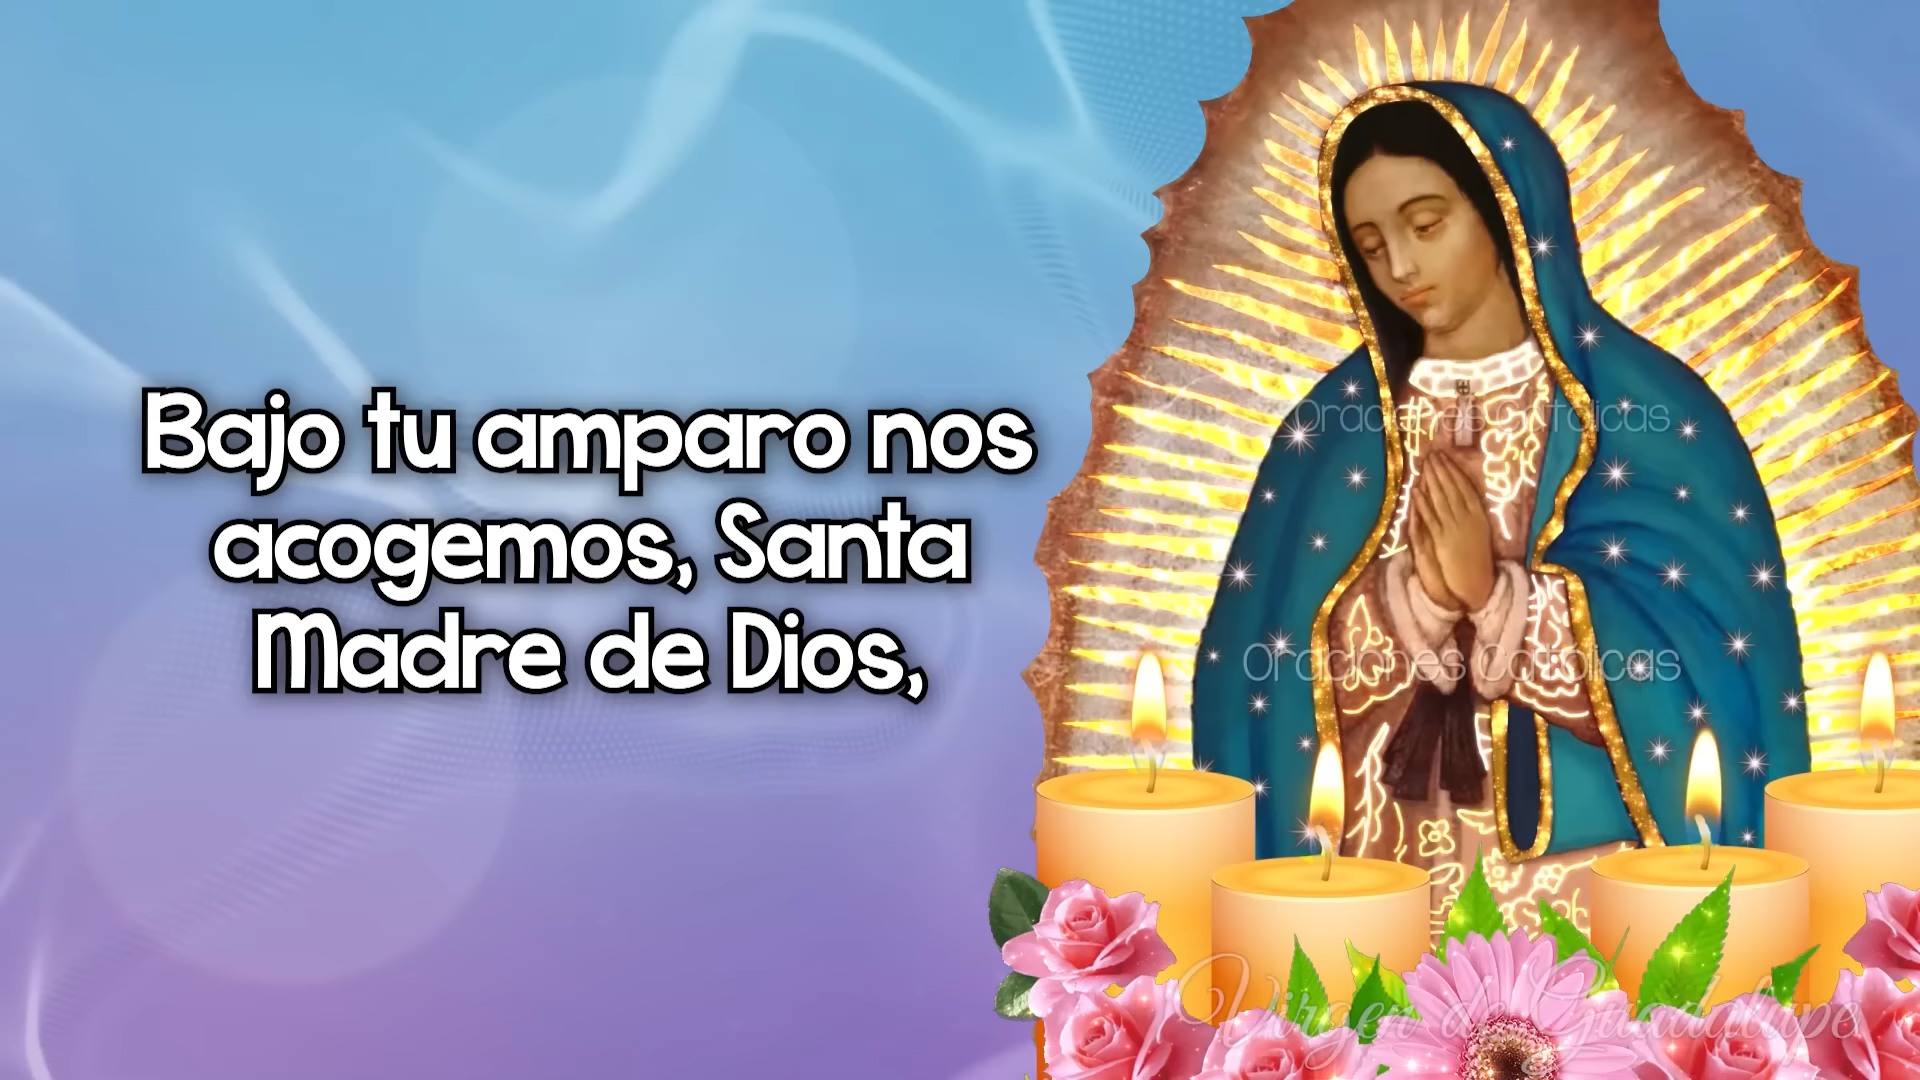 Bajo tu amparo nos
acogemos, Santa
Madre de Dios,
Oraciones Católicas
Oraciones Católicas
Virgen de Guadalupe